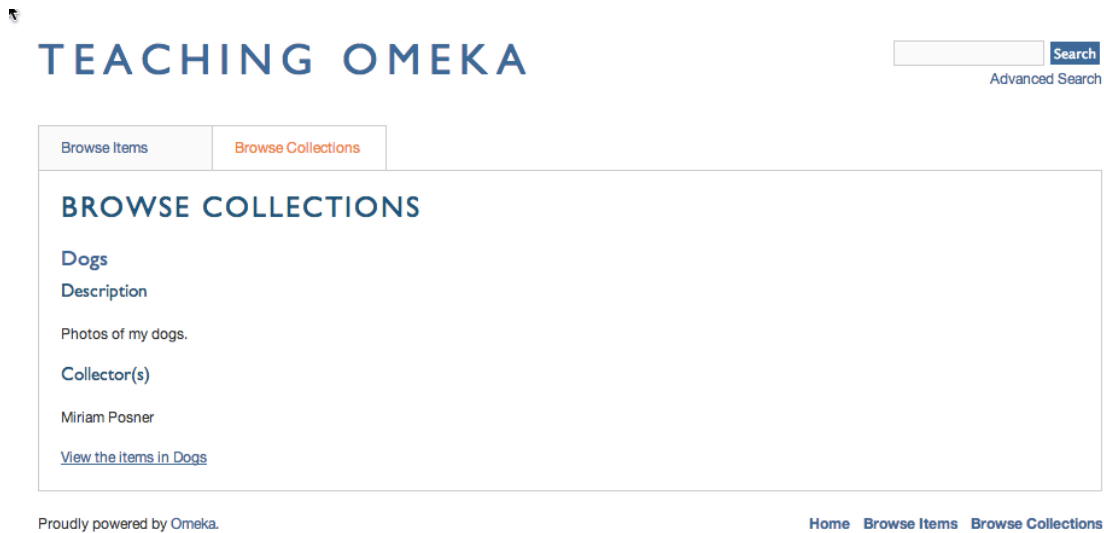 TEACHING OMEKA
Search
Advanced Search
Browse Items
Browse Collections
BROWSE COLLECTIONS
Dogs
Description
Photos of my dogs.
Collector(s)
Miriam Posner
View the items in Dogs
Proudly powered by Omeka.
Home Browse Items Browse Collections